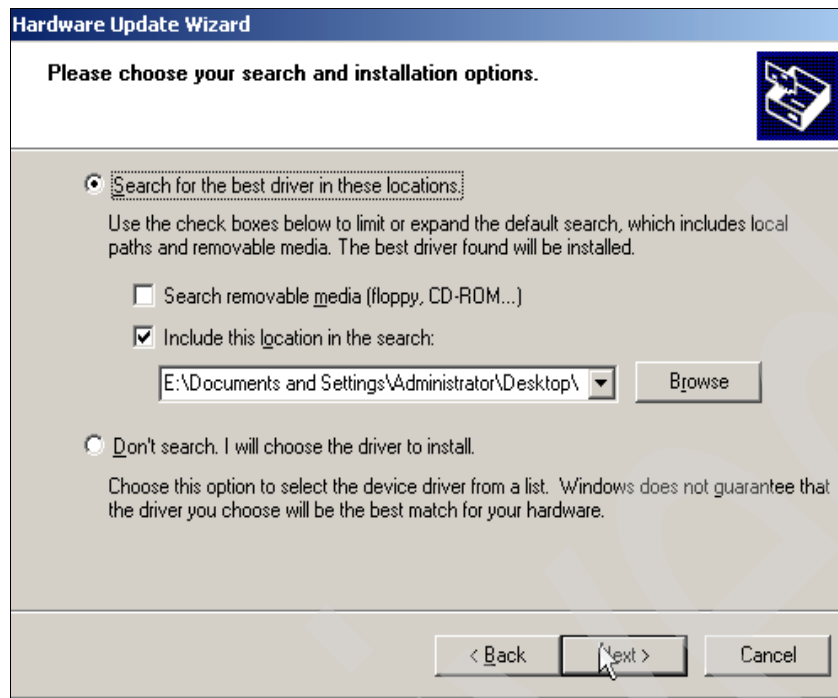 Hardware Update Wizard
Please choose your search and installation options.
Search for the best driver in these locations.
Use the check boxes below to limit or expand the default search, which includes local
paths and removable media. The best driver found will be installed.
Search removable media (floppy, CD-ROM...)
Include this location in the search:
E:\Documents and Settings\Administrator\Desktop\
Browse
Don't search. I will choose the driver to install.
Choose this option to select the device driver from a list. Windows does not guarantee that
the driver you choose will be the best match for your hardware.
< Back
Next >
Cancel